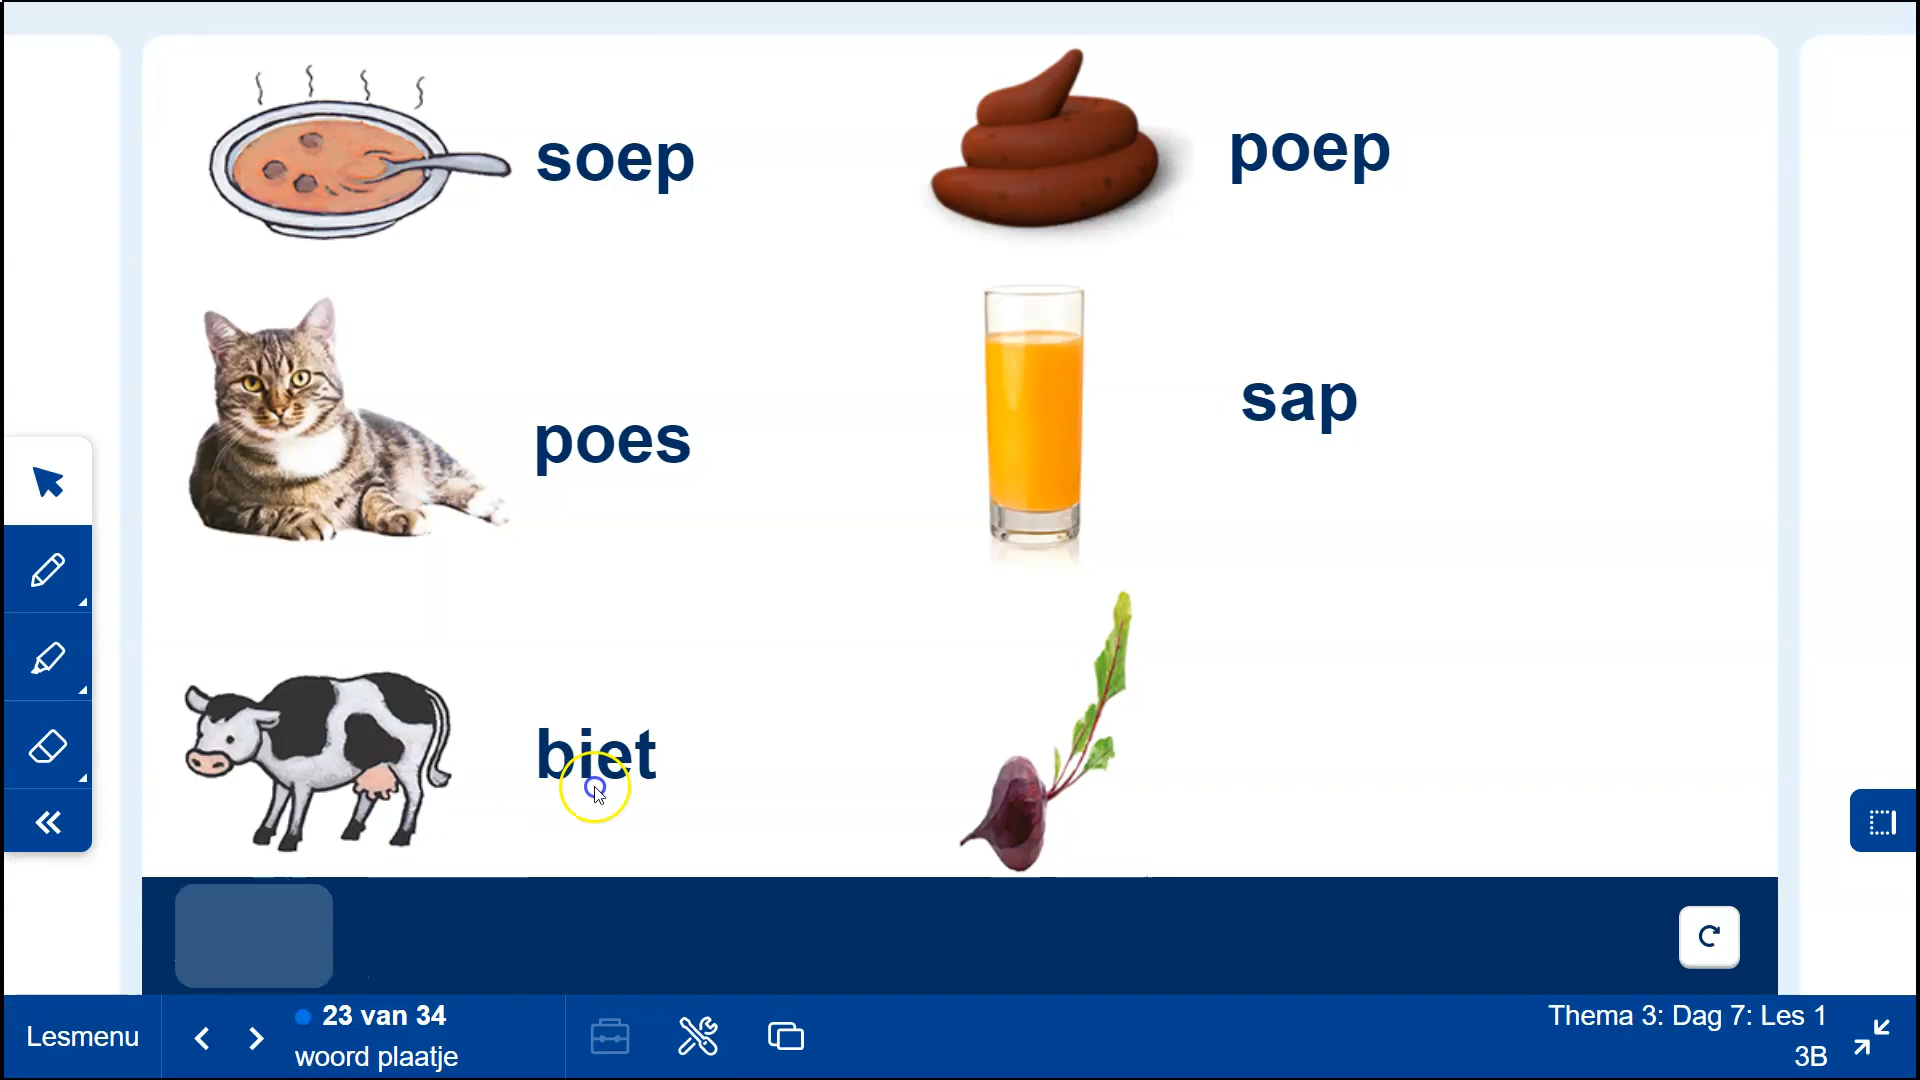 soep
poep
poes
sap
biet
Lesmenu
23 van 34
woord plaatje
Thema 3: Dag 7: Les 1
3B